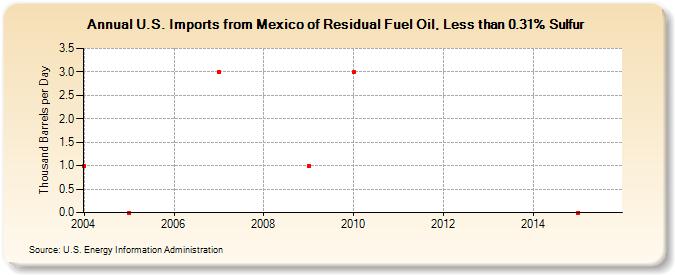 Annual U.S. Imports from Mexico of Residual Fuel Oil, Less than 0.31% Sulfur
Thousand Barrels per Day
3.5
3.0
2.5
2.0
1.5
1.0
0.5
0.0
2004 2006 2008 2010 2012 2014
Source: U.S. Energy Information Administration